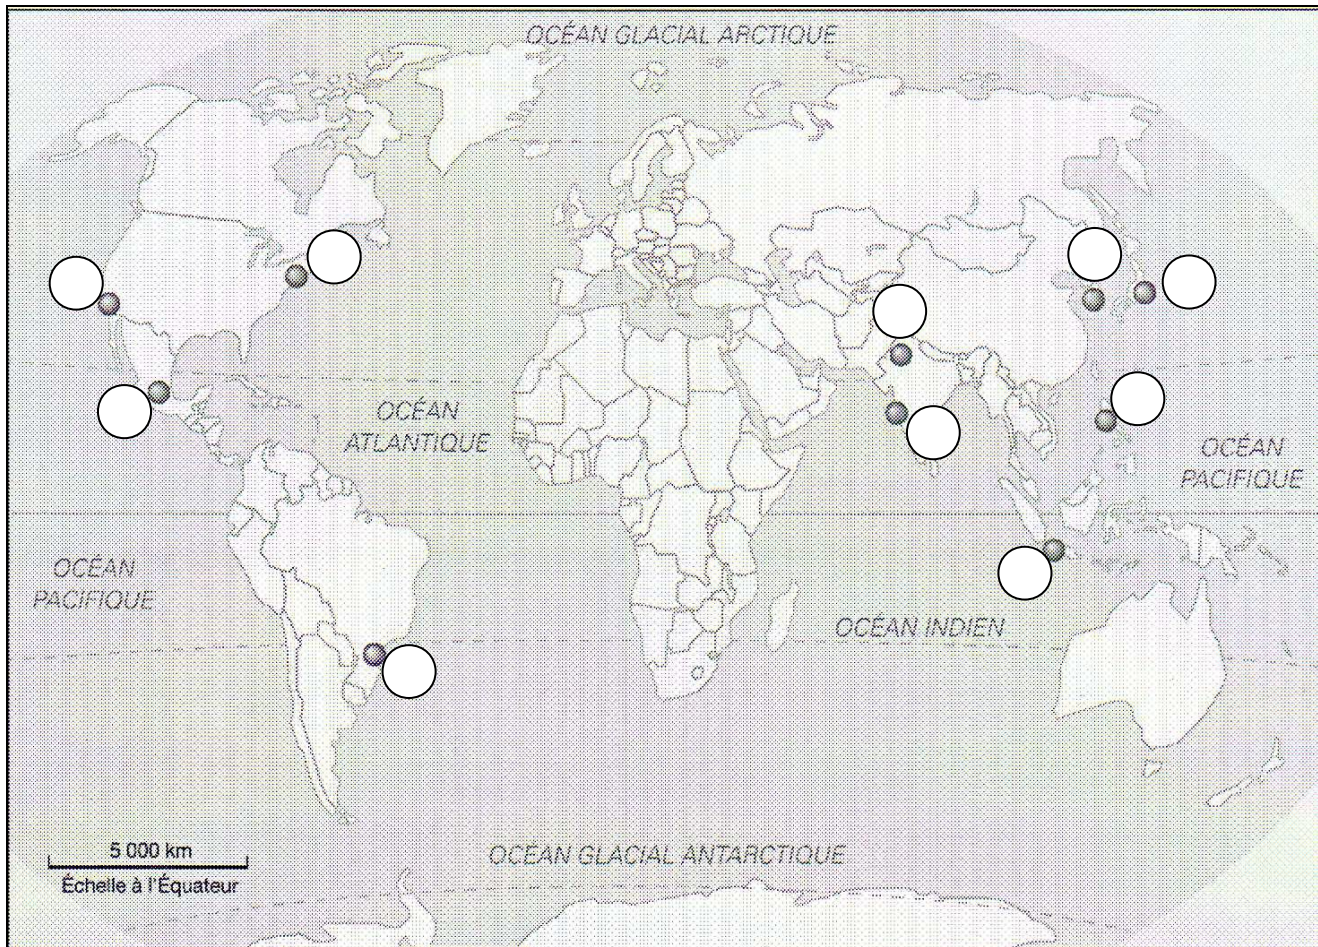 OCÉAN GLACIAL ARCTIQUE
OCÉAN
ATLANTIQUE
OCÉAN
PACIFIQUE
OCÉAN
PACIFIQUE
OCÉAN INDIEN
5 000 km
Échelle à l'Équateur
OCÉAN GLACIAL ANTARCTIQUE